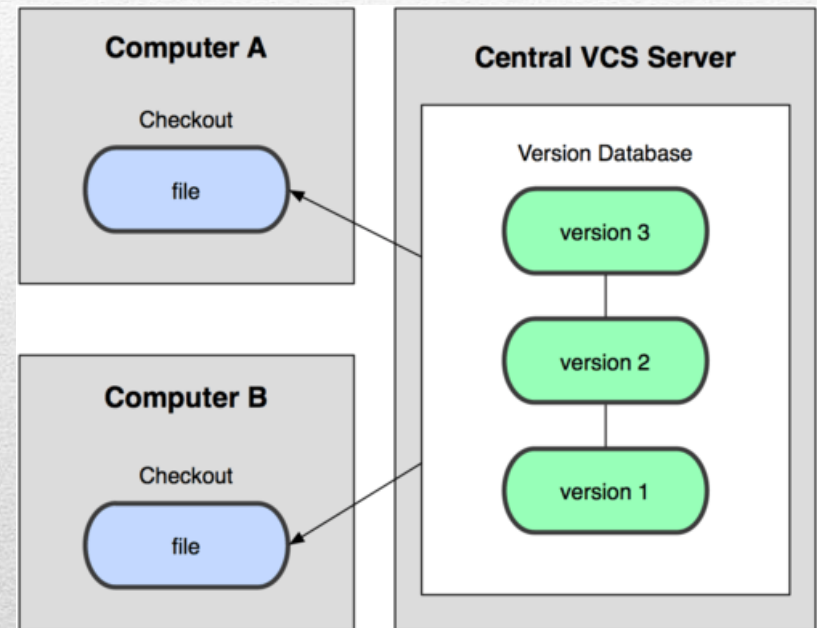 Computer A
Checkout
file
Computer B
Checkout
file
Central VCS Server
Version Database
version 3
version 2
version 1